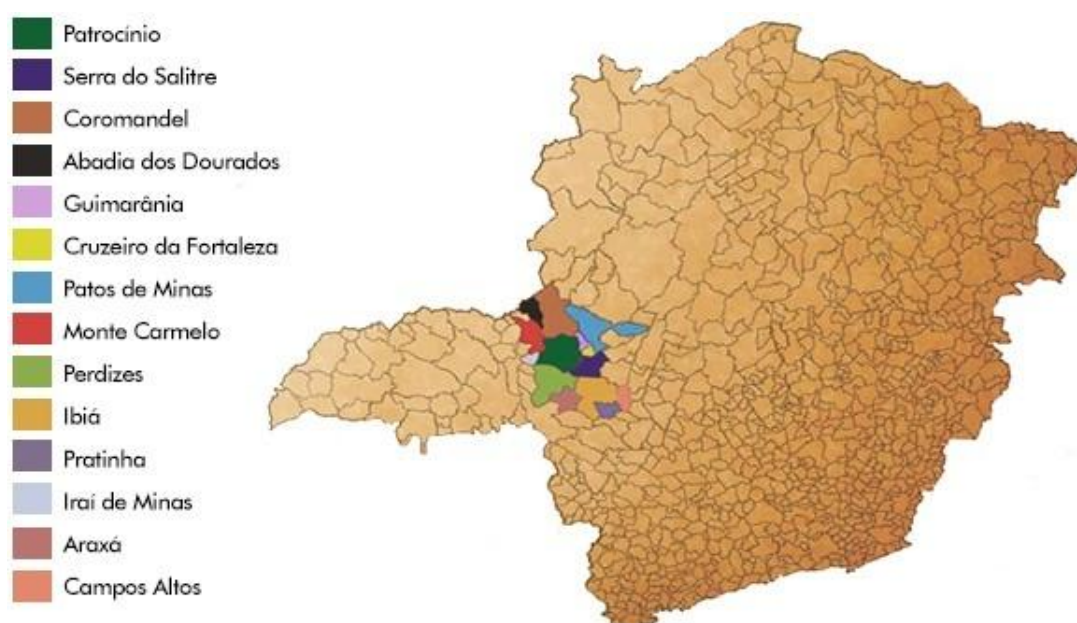 Patrocínio
Serra do Salitre
Coromandel
Abadia dos Dourados
Guimarânia
Cruzeiro da Fortaleza
Patos de Minas
Monte Carmelo
Perdizes
Ibiá
Pratinha
Iraí de Minas
Araxá
Campos Altos